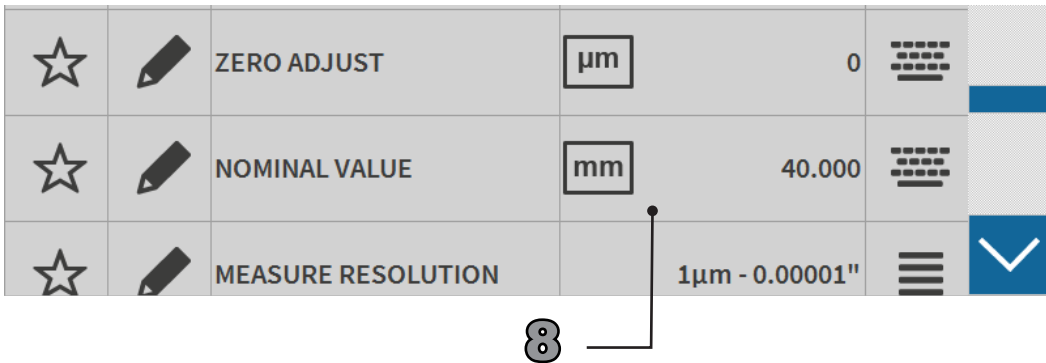 ZERO ADJUST µm 0
NOMINAL VALUE mm 40.000
MEASURE RESOLUTION 1µm - 0.00001"
8